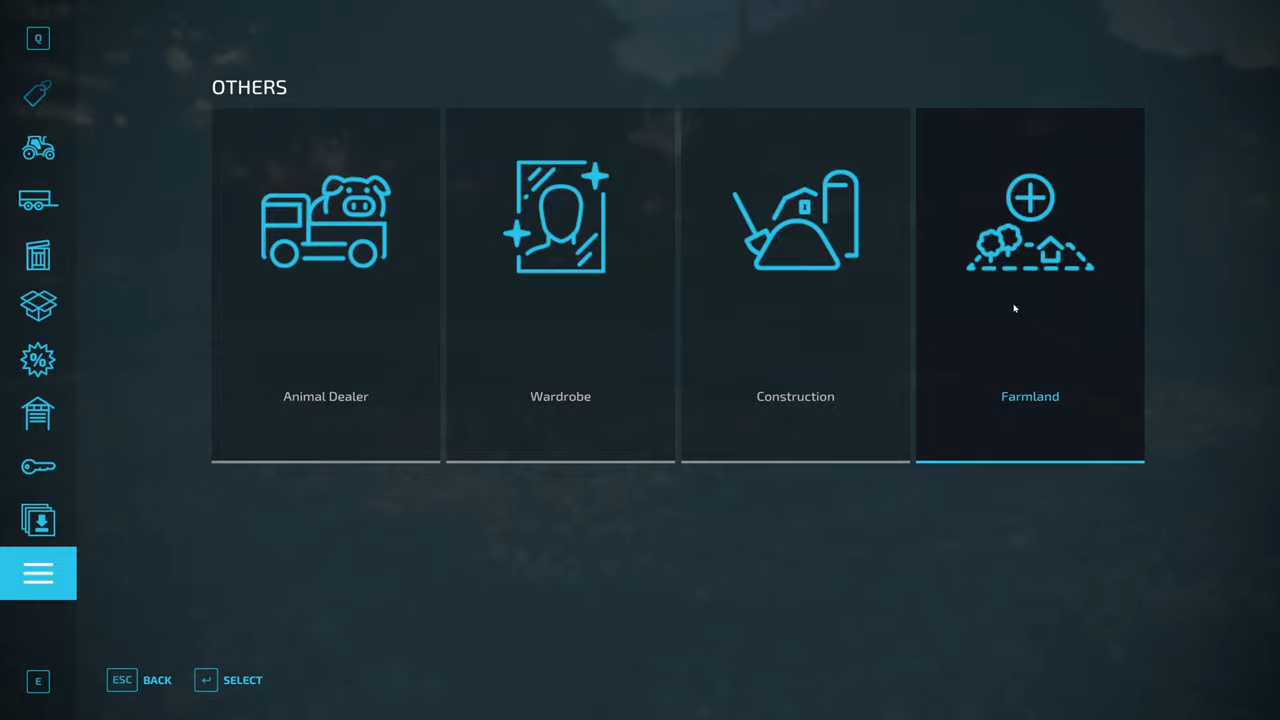 Q
OTHERS
%
Animal Dealer
Wardrobe
Construction
Farmland
E
ESC BACK
SELECT